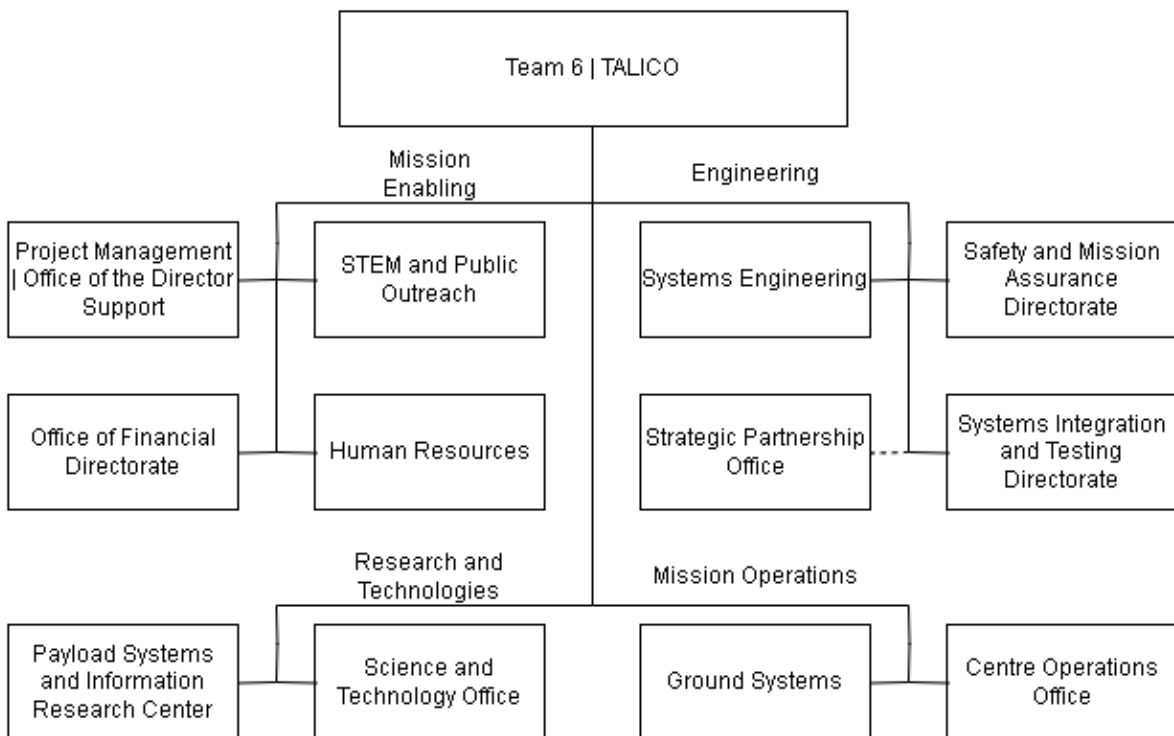 Team 6 | TALICO
Mission
Enabling
Engineering
Project Management
| Office of the Director
Support
STEM and Public
Outreach
Systems Engineering
Safety and Mission
Assurance
Directorate
Office of Financial
Directorate
Human Resources
Strategic Partnership
Office
Systems Integration
and Testing
Directorate
Research and
Technologies
Mission Operations
Payload Systems
and Information
Research Center
Science and
Technology Office
Ground Systems
Centre Operations
Office